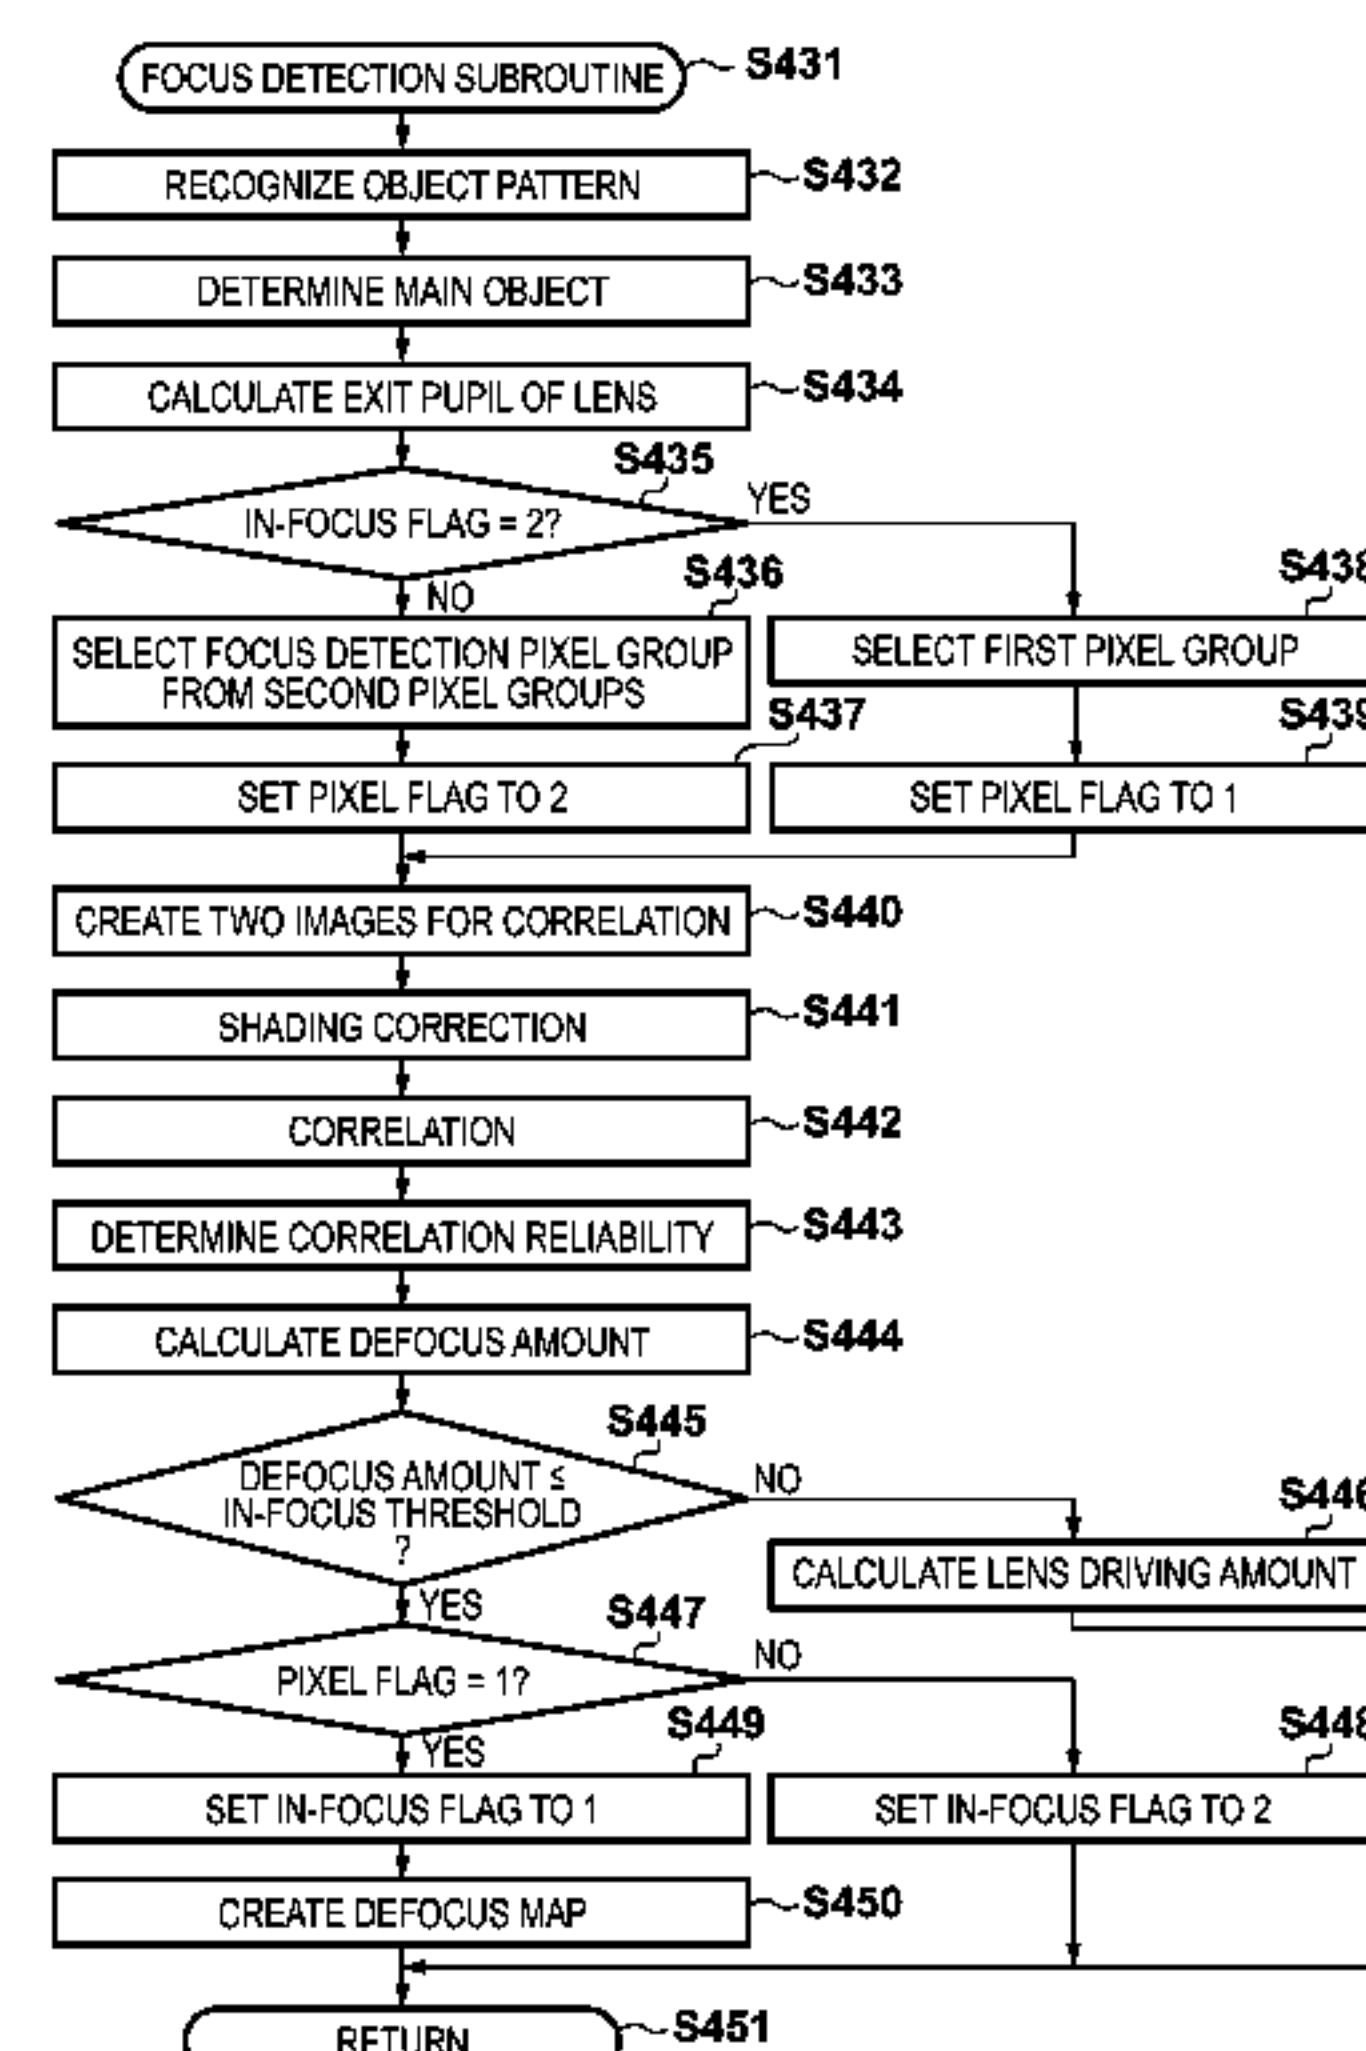 FOCUS DETECTION SUBROUTINE
S431
RECOGNIZE OBJECT PATTERN
S432
DETERMINE MAIN OBJECT
S433
CALCULATE EXIT PUPIL OF LENS
S434
S435
IN-FOCUS FLAG = 2?
YES
NO
S436
SELECT FOCUS DETECTION PIXEL GROUP
FROM SECOND PIXEL GROUPS
S438
SELECT FIRST PIXEL GROUP
S437
SET PIXEL FLAG TO 2
S439
SET PIXEL FLAG TO 1
CREATE TWO IMAGES FOR CORRELATION
S440
SHADING CORRECTION
S441
CORRELATION
S442
DETERMINE CORRELATION RELIABILITY
S443
CALCULATE DEFOCUS AMOUNT
S444
S445
DEFOCUS AMOUNT ≤
IN-FOCUS THRESHOLD
?
NO
YES
S446
CALCULATE LENS DRIVING AMOUNT
S447
PIXEL FLAG = 1?
NO
YES
S449
SET IN-FOCUS FLAG TO 1
S448
SET IN-FOCUS FLAG TO 2
CREATE DEFOCUS MAP
S450
RETURN
S451